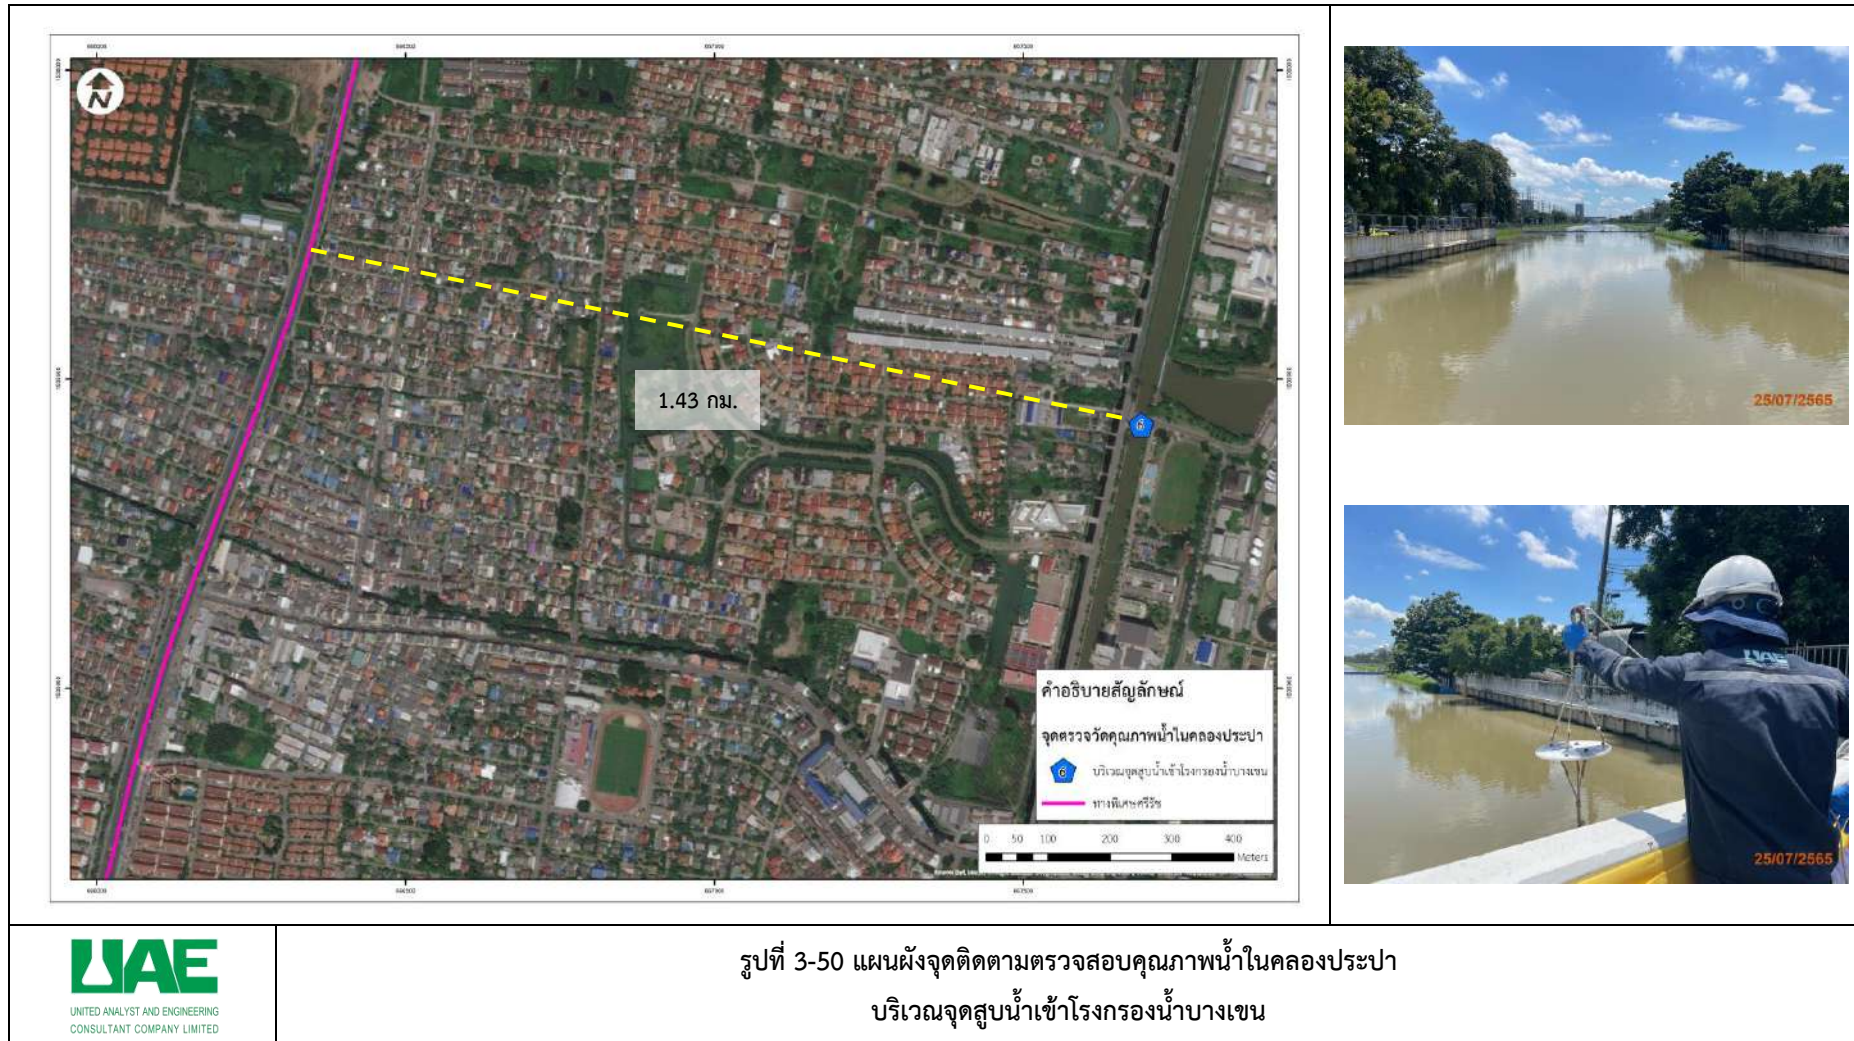 N
1.43 กม.
6
คำอธิบายสัญลักษณ์
จุดตรวจวัดคุณภาพน้ำในคลองประปา
6
บริเวณจุดสูบน้ำเข้าโรงกรองน้ำบางเขน
ทางพิเศษศรีรัช
0 50 100 200 300 400
Meters
25/07/2565
UAE
25/07/2565
UAE
UNITED ANALYST AND ENGINEERING
CONSULTANT COMPANY LIMITED
รูปที่ 3-50 แผนผังจุดติดตามตรวจสอบคุณภาพน้ำในคลองประปา
บริเวณจุดสูบน้ำเข้าโรงกรองน้ำบางเขน